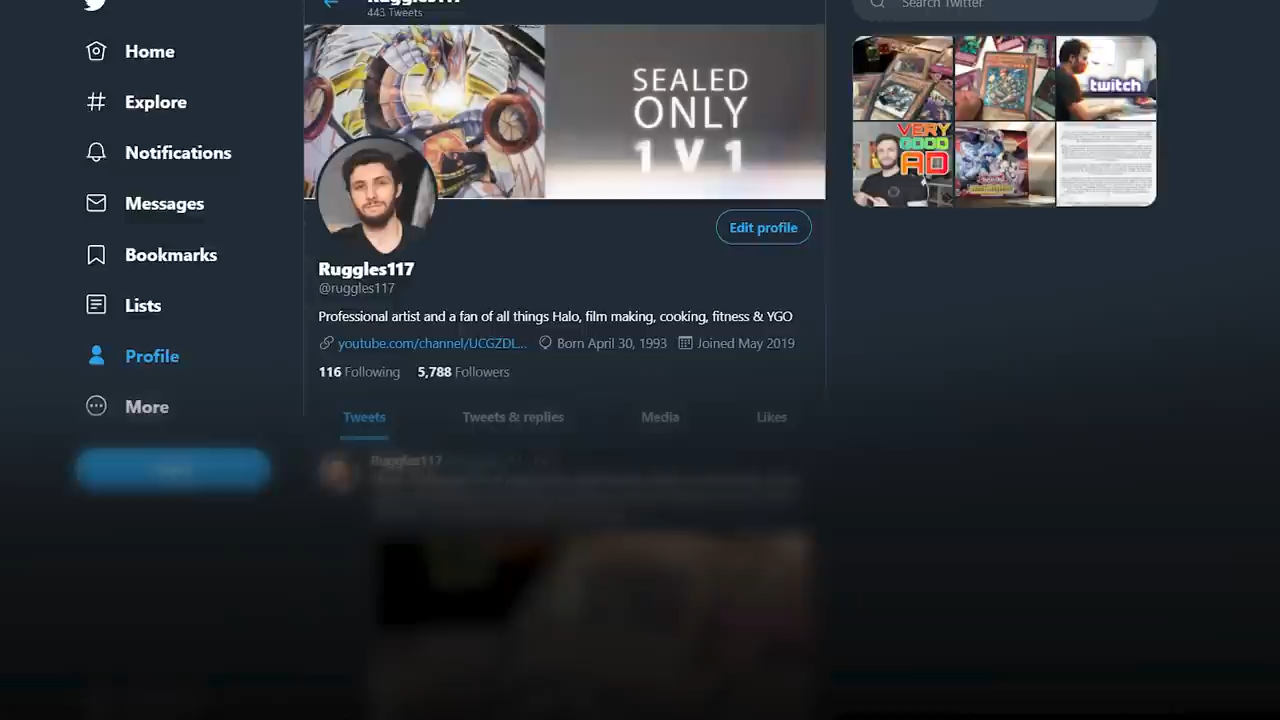 Ruggles117
443 Tweets
Search Twitter
Home
Explore
Notifications
Messages
Bookmarks
Lists
Profile
More
SEALED
ONLY
1 V 1
twitch
VERY
GOOD
AD
Edit profile
Ruggles117
@ruggles117
Professional artist and a fan of all things Halo, film making, cooking, fitness & YGO
youtube.com/channel/UCGZDL... Born April 30, 1993 Joined May 2019
116 Following 5,788 Followers
Tweets Tweets & replies Media Likes
Ruggles117